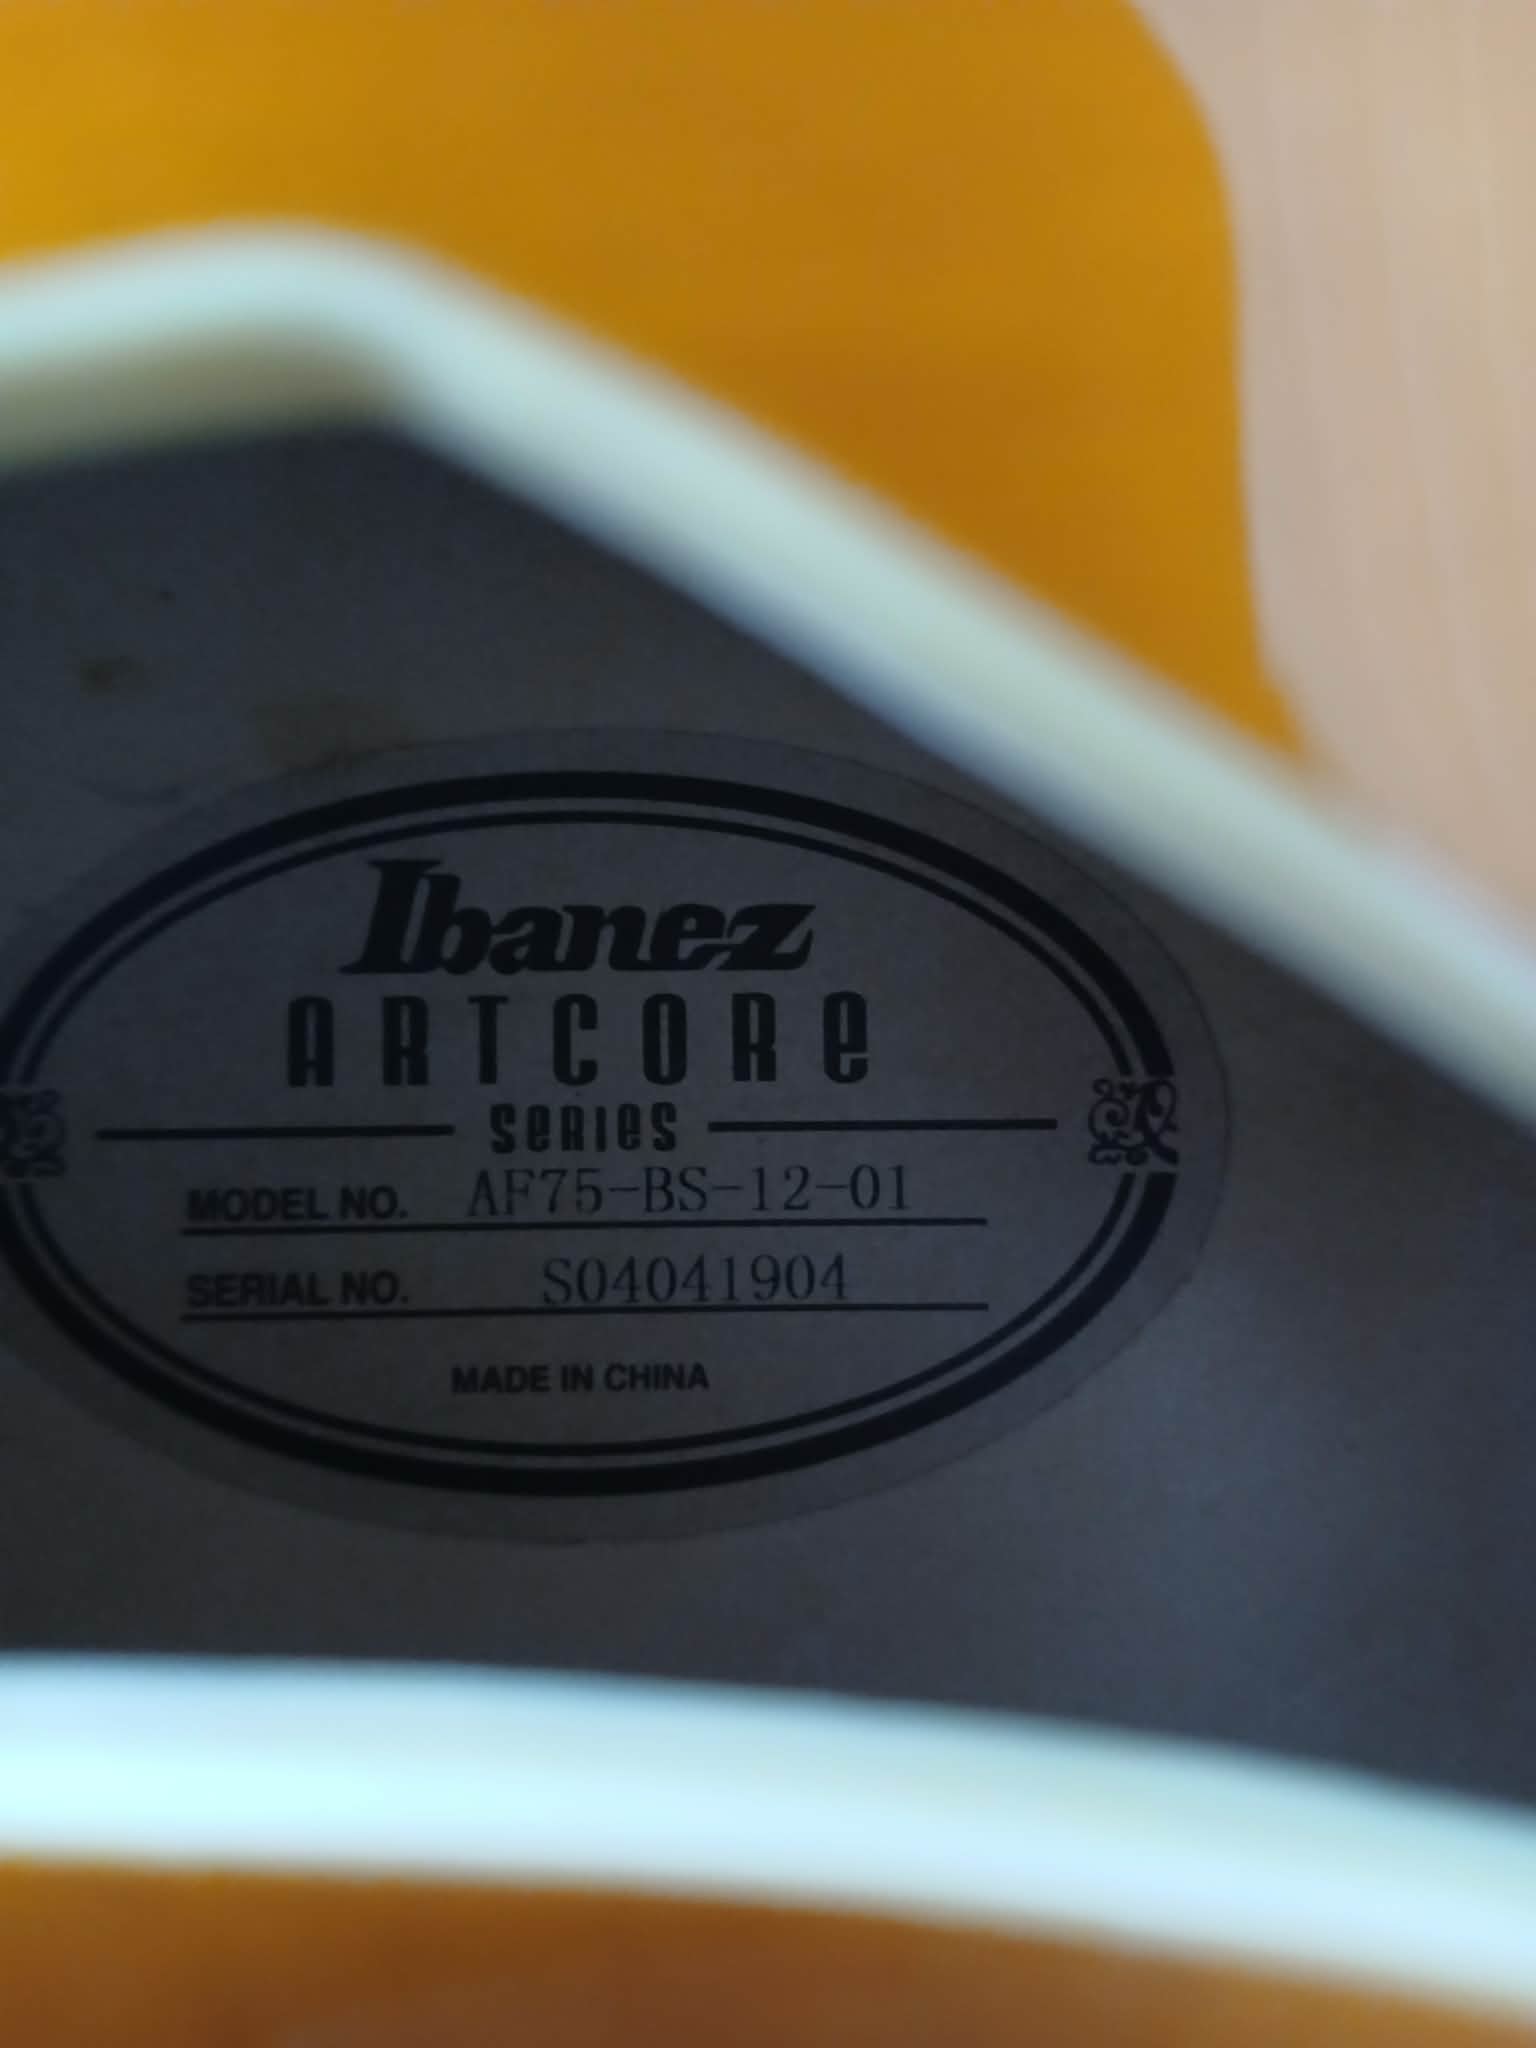 Ibanez
ARTCORE
SERIES
MODEL NO. AF75-BS-12-01
SERIAL NO. S04041904
MADE IN CHINA